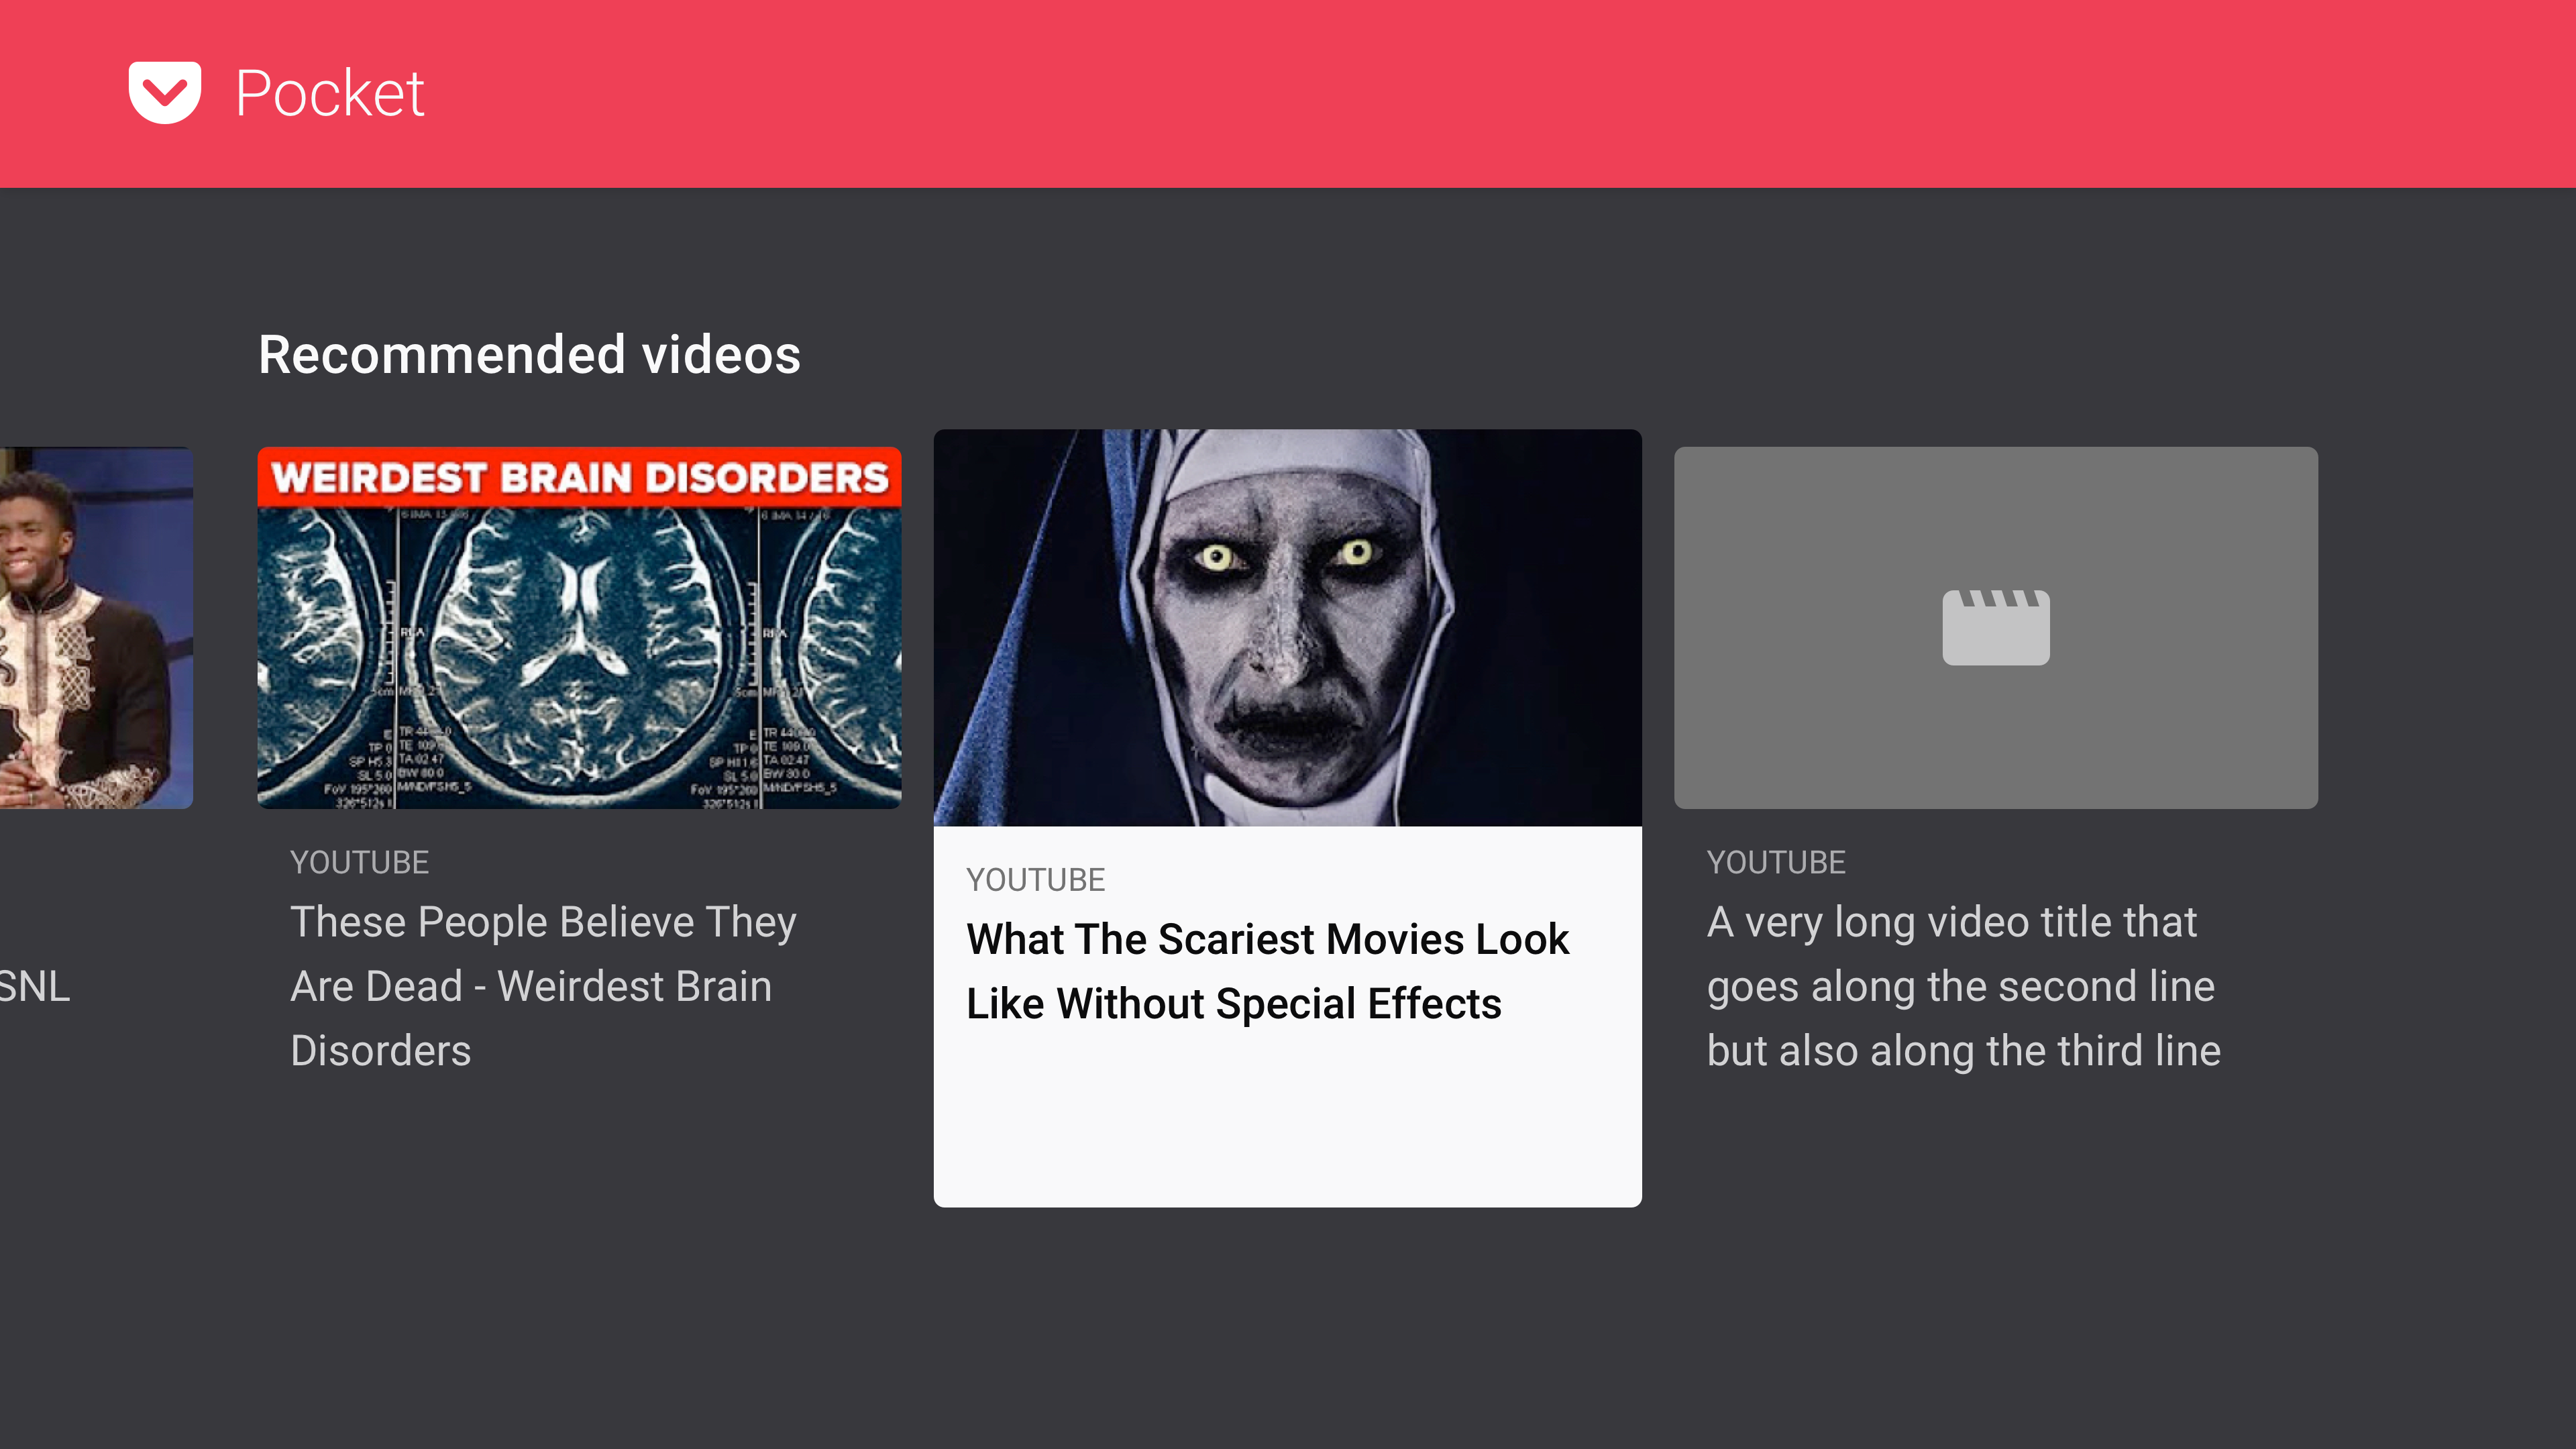 Pocket
Recommended videos
SNL
WEIRDEST BRAIN DISORDERS
YOUTUBE
These People Believe They
Are Dead - Weirdest Brain
Disorders
YOUTUBE
What The Scariest Movies Look
Like Without Special Effects
YOUTUBE
A very long video title that
goes along the second line
but also along the third line